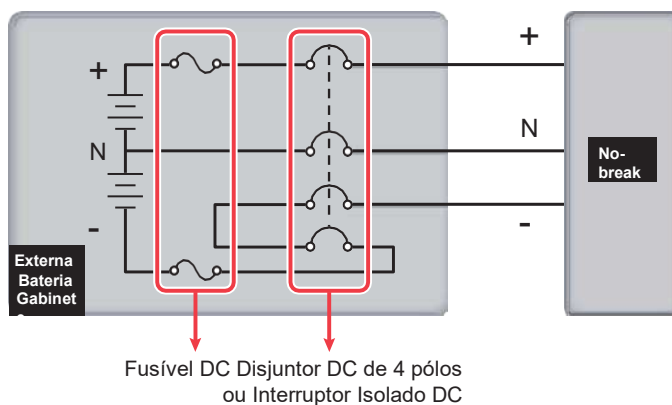 +
+
N
N
-
-
No-
break
Externa
Bateria
Gabinet
Fusível DC Disjuntor DC de 4 pólos
ou Interruptor Isolado DC